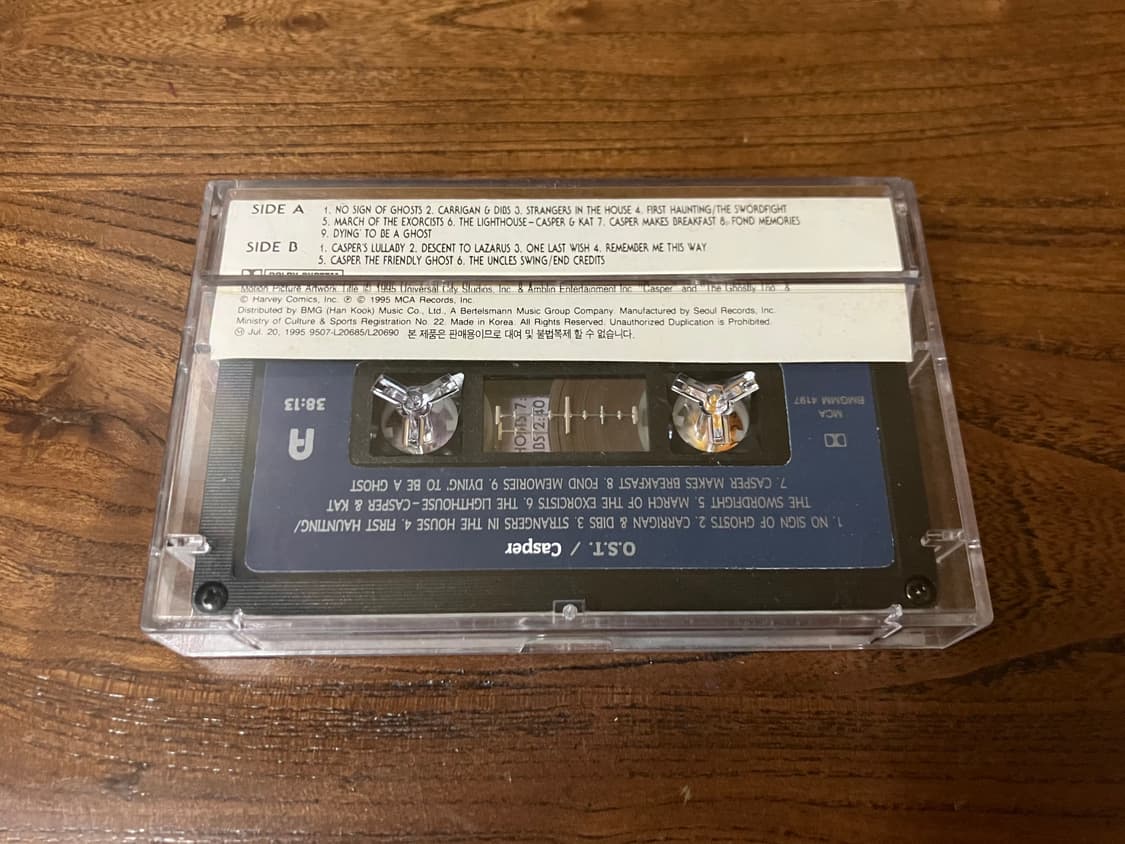 SIDE A 1. NO SIGN OF GHOSTS 2. CARRIGAN & DIBS 3. STRANGERS IN THE HOUSE 4. FIRST HAUNTING/THE SWORDFIGHT
5. MARCH OF THE EXORCISTS 6. THE LIGHTHOUSE-CASPER & KAT 7. CASPER MAKES BREAKFAST 8. FOND MEMORIES
9. DYING' TO BE A GHOST
SIDE B 1. CASPER'S LULLABY 2. DESCENT TO LAZARUS 3. ONE LAST WISH 4. REMEMBER ME THIS WAY
5. CASPER THE FRIENDLY GHOST 6. THE UNCLES SWING/END CREDITS
DOLBY SYSTEM
Motion Picture Artwork Title ℗ 1995 Universal City Studios, Inc. & Amblin Entertainment Inc. "Casper" and "The Ghostly Trio" &
© Harvey Comics, Inc. ℗ © 1995 MCA Records, Inc.
Distributed by BMG (Han Kook) Music Co., Ltd., A Bertelsmann Music Group Company. Manufactured by Seoul Records, Inc.
Ministry of Culture & Sports Registration No. 22. Made in Korea. All Rights Reserved. Unauthorized Duplication is Prohibited.
Jul. 20, 1995 9507-L20685/L20690 본 제품은 판매용이므로 대여 및 불법복제 할 수 없습니다.
O.S.T. / Casper
1. NO SIGN OF GHOSTS 2. CARRIGAN & DIBS 3. STRANGERS IN THE HOUSE 4. FIRST HAUNTING/
THE SWORDFIGHT 5. MARCH OF THE EXORCISTS 6. THE LIGHTHOUSE-CASPER & KAT
7. CASPER MAKES BREAKFAST 8. FOND MEMORIES 9. DYING' TO BE A GHOST
A
38:13
MCA
BMGMM 4197
2:40